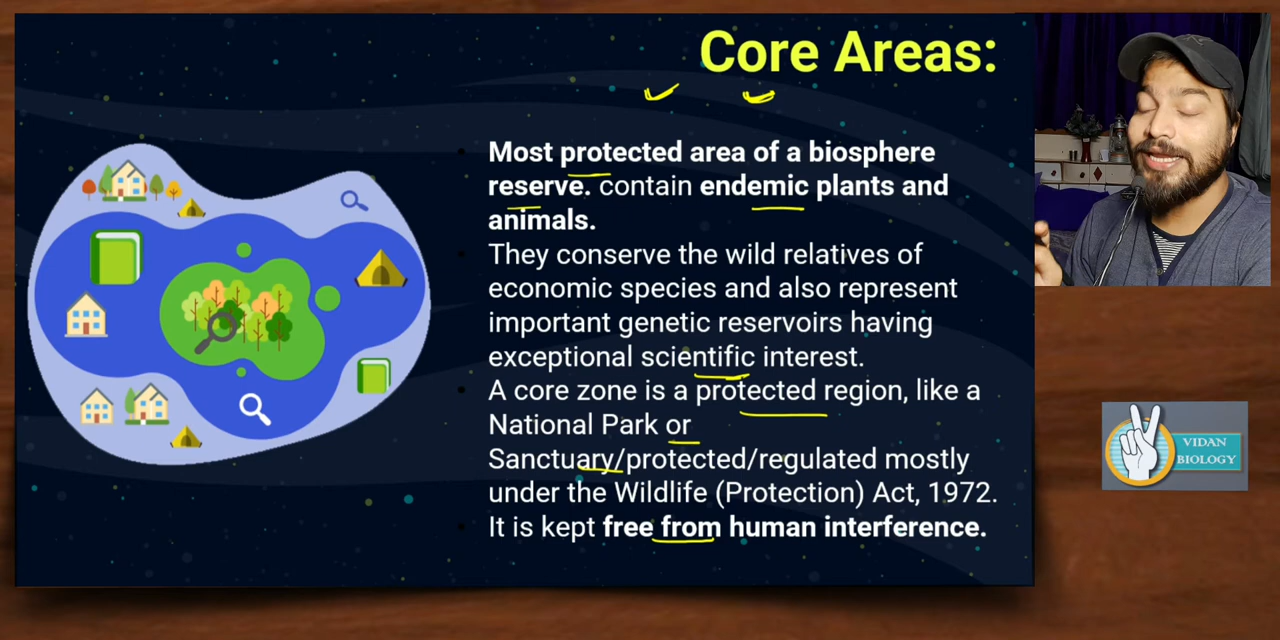 Core Areas:
Most protected area of a biosphere
reserve. contain endemic plants and
animals.
They conserve the wild relatives of
economic species and also represent
important genetic reservoirs having
exceptional scientific interest.
A core zone is a protected region, like a
National Park or
Sanctuary/protected/regulated mostly
under the Wildlife (Protection) Act, 1972.
It is kept free from human interference.
VIDAN
BIOLOGY